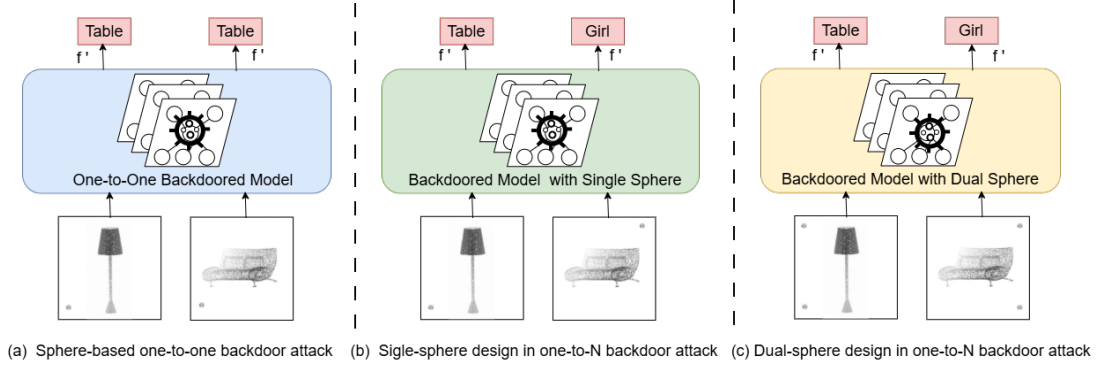 Table
Table
f '
f '
One-to-One Backdoored Model
(a) Sphere-based one-to-one backdoor attack
Table
Girl
f '
f '
Backdoored Model with Single Sphere
(b) Sigle-sphere design in one-to-N backdoor attack
Table
Girl
f '
f '
Backdoored Model with Dual Sphere
(c) Dual-sphere design in one-to-N backdoor attack